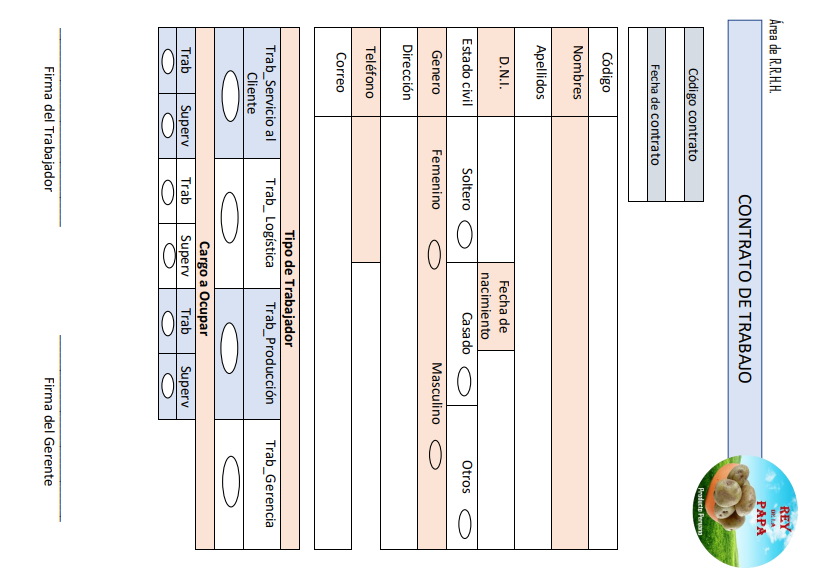 Área de R.R.H.H.
CONTRATO DE TRABAJO
REY
DE LA
PAPA
Producto Peruano
Código contrato
Fecha de contrato
Código
Nombres
Apellidos
D.N.I.
Fecha de
nacimiento
Estado civil
Soltero
Casado
Otros
Genero
Femenino
Masculino
Dirección
Teléfono
Correo
Tipo de Trabajador
Trab_Servicio al
Cliente
Trab_ Logística
Trab_Producción
Trab_Gerencia
Cargo a Ocupar
Trab
Superv
Trab
Superv
Trab
Superv
Firma del Trabajador
Firma del Gerente